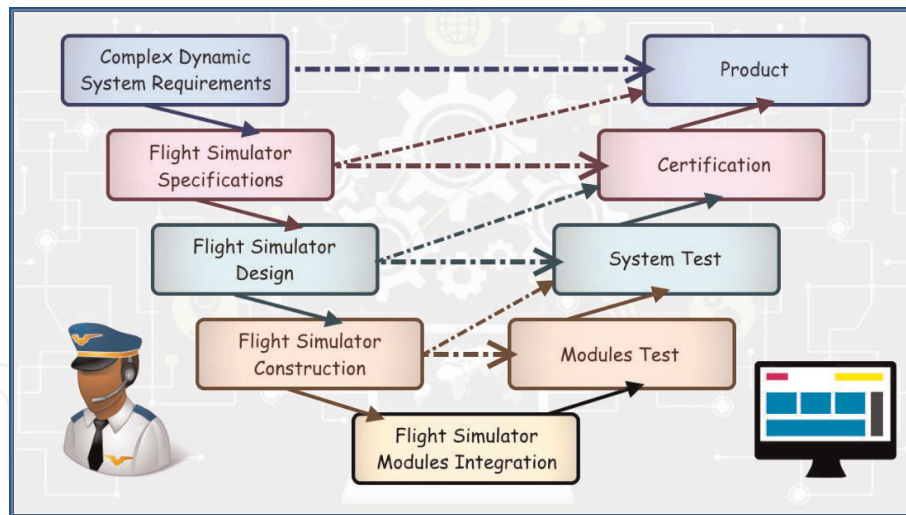 Complex Dynamic
System Requirements
Product
Flight Simulator
Specifications
Certification
Flight Simulator
Design
System Test
Flight Simulator
Construction
Modules Test
Flight Simulator
Modules Integration